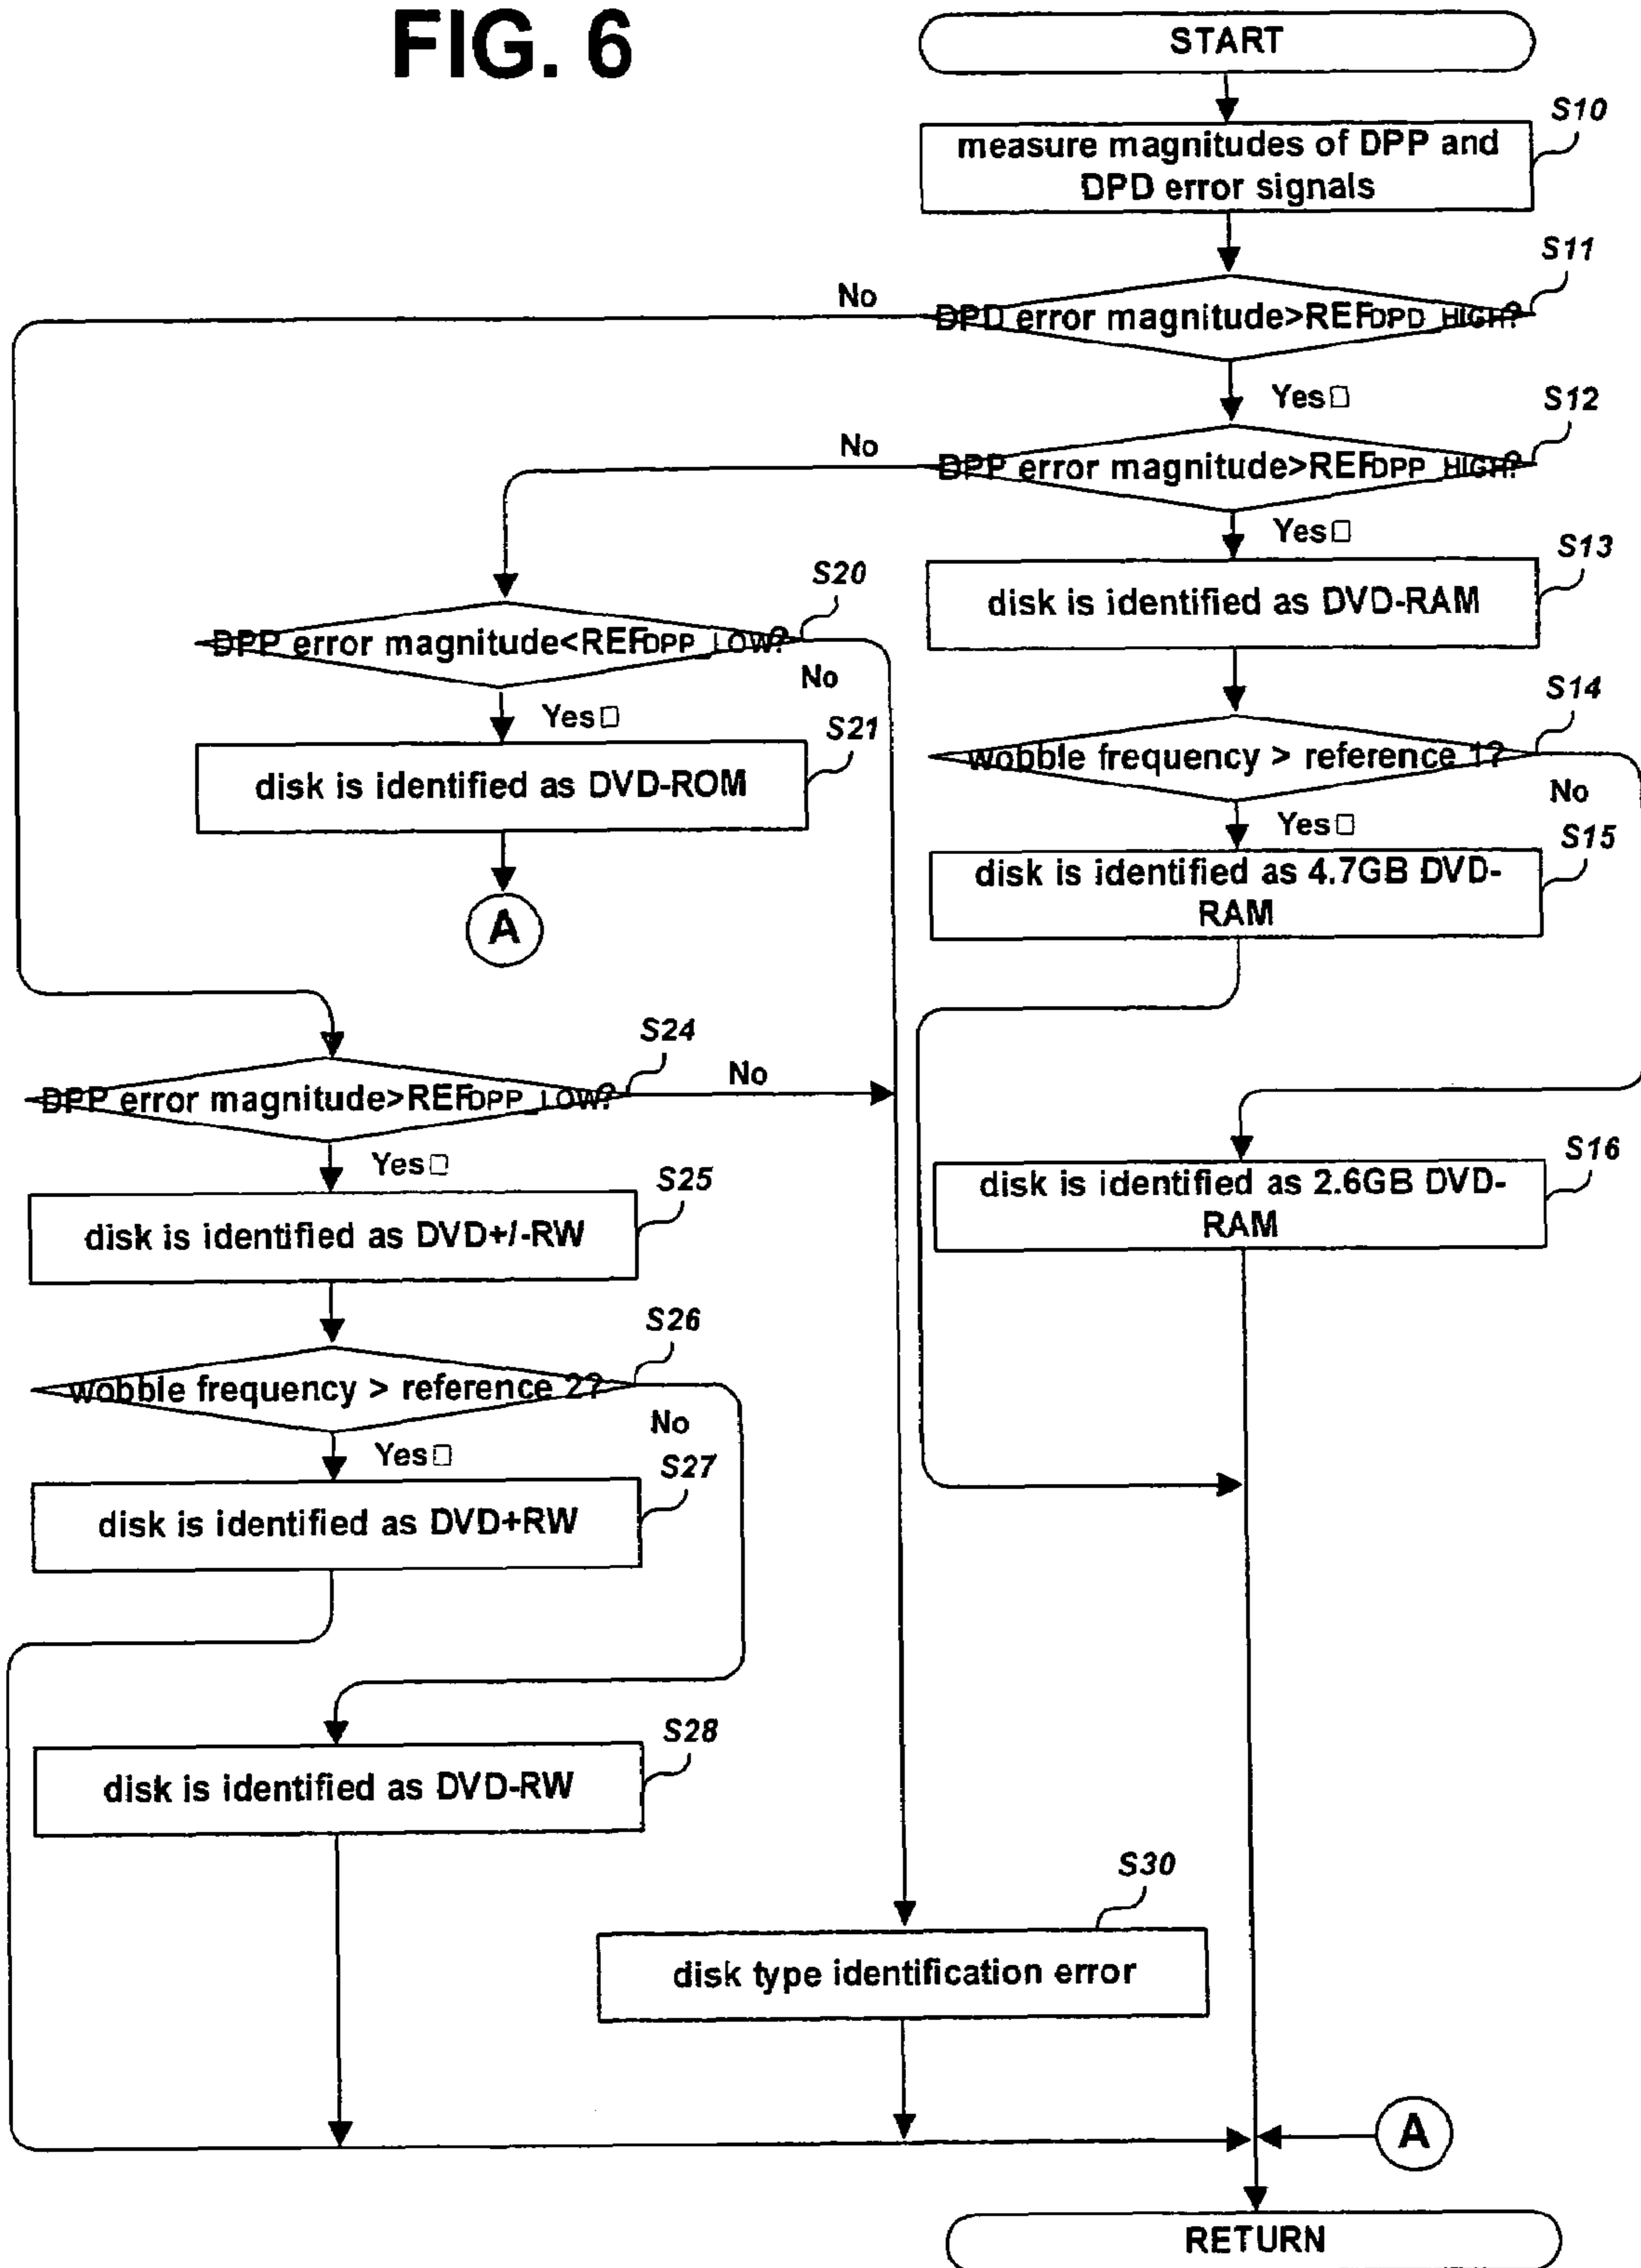 FIG. 6
START
S10
measure magnitudes of DPP and
DPD error signals
S11
No
DPD error magnitude>REFDPD_HIGH?
Yes
S12
No
DPP error magnitude>REFDPP_HIGH?
Yes
S13
disk is identified as DVD-RAM
S20
DPP error magnitude<REFDPP_LOW?
No
Yes
S14
wobble frequency > reference 1?
No
Yes
S21
disk is identified as DVD-ROM
A
S15
disk is identified as 4.7GB DVD-
RAM
S24
DPP error magnitude>REFDPP_LOW?
No
Yes
S16
disk is identified as 2.6GB DVD-
RAM
S25
disk is identified as DVD+/-RW
S26
wobble frequency > reference 2?
No
Yes
S27
disk is identified as DVD+RW
S28
disk is identified as DVD-RW
S30
disk type identification error
A
RETURN